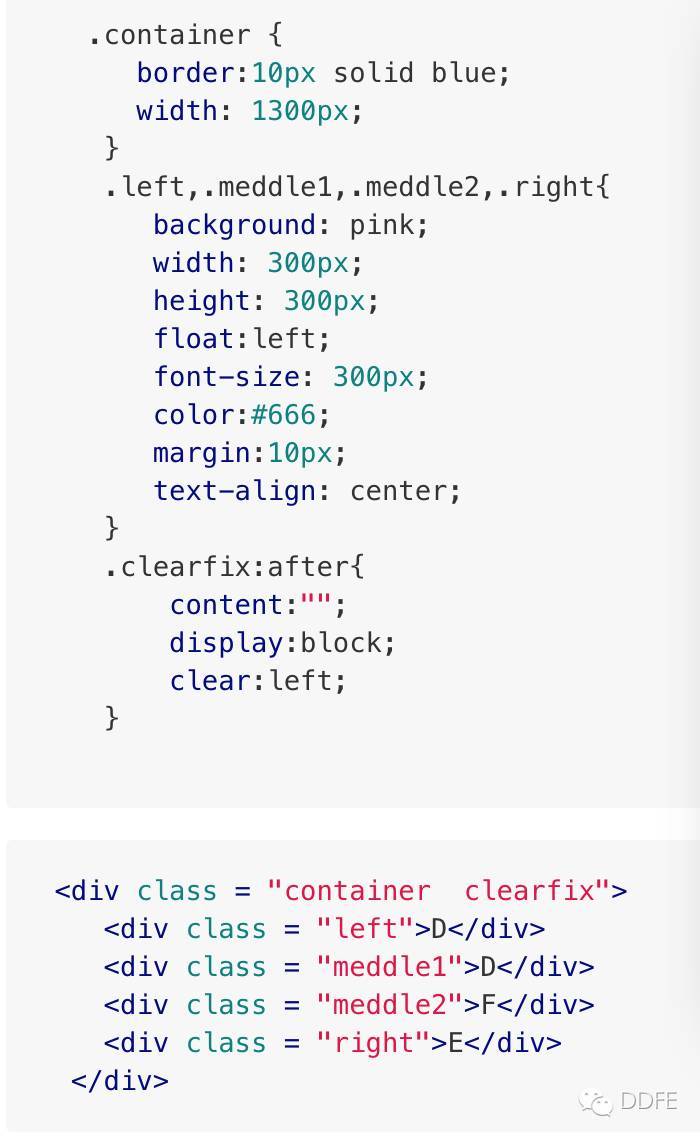 .container {
border:10px solid blue;
width: 1300px;
}
.left,.meddle1,.meddle2,.right{
background: pink;
width: 300px;
height: 300px;
float:left;
font-size: 300px;
color:#666;
margin:10px;
text-align: center;
}
.clearfix:after{
content:"";
display:block;
clear:left;
}
<div class = "container  clearfix">
<div class = "left">D</div>
<div class = "meddle1">D</div>
<div class = "meddle2">F</div>
<div class = "right">E</div>
</div>
DDFE